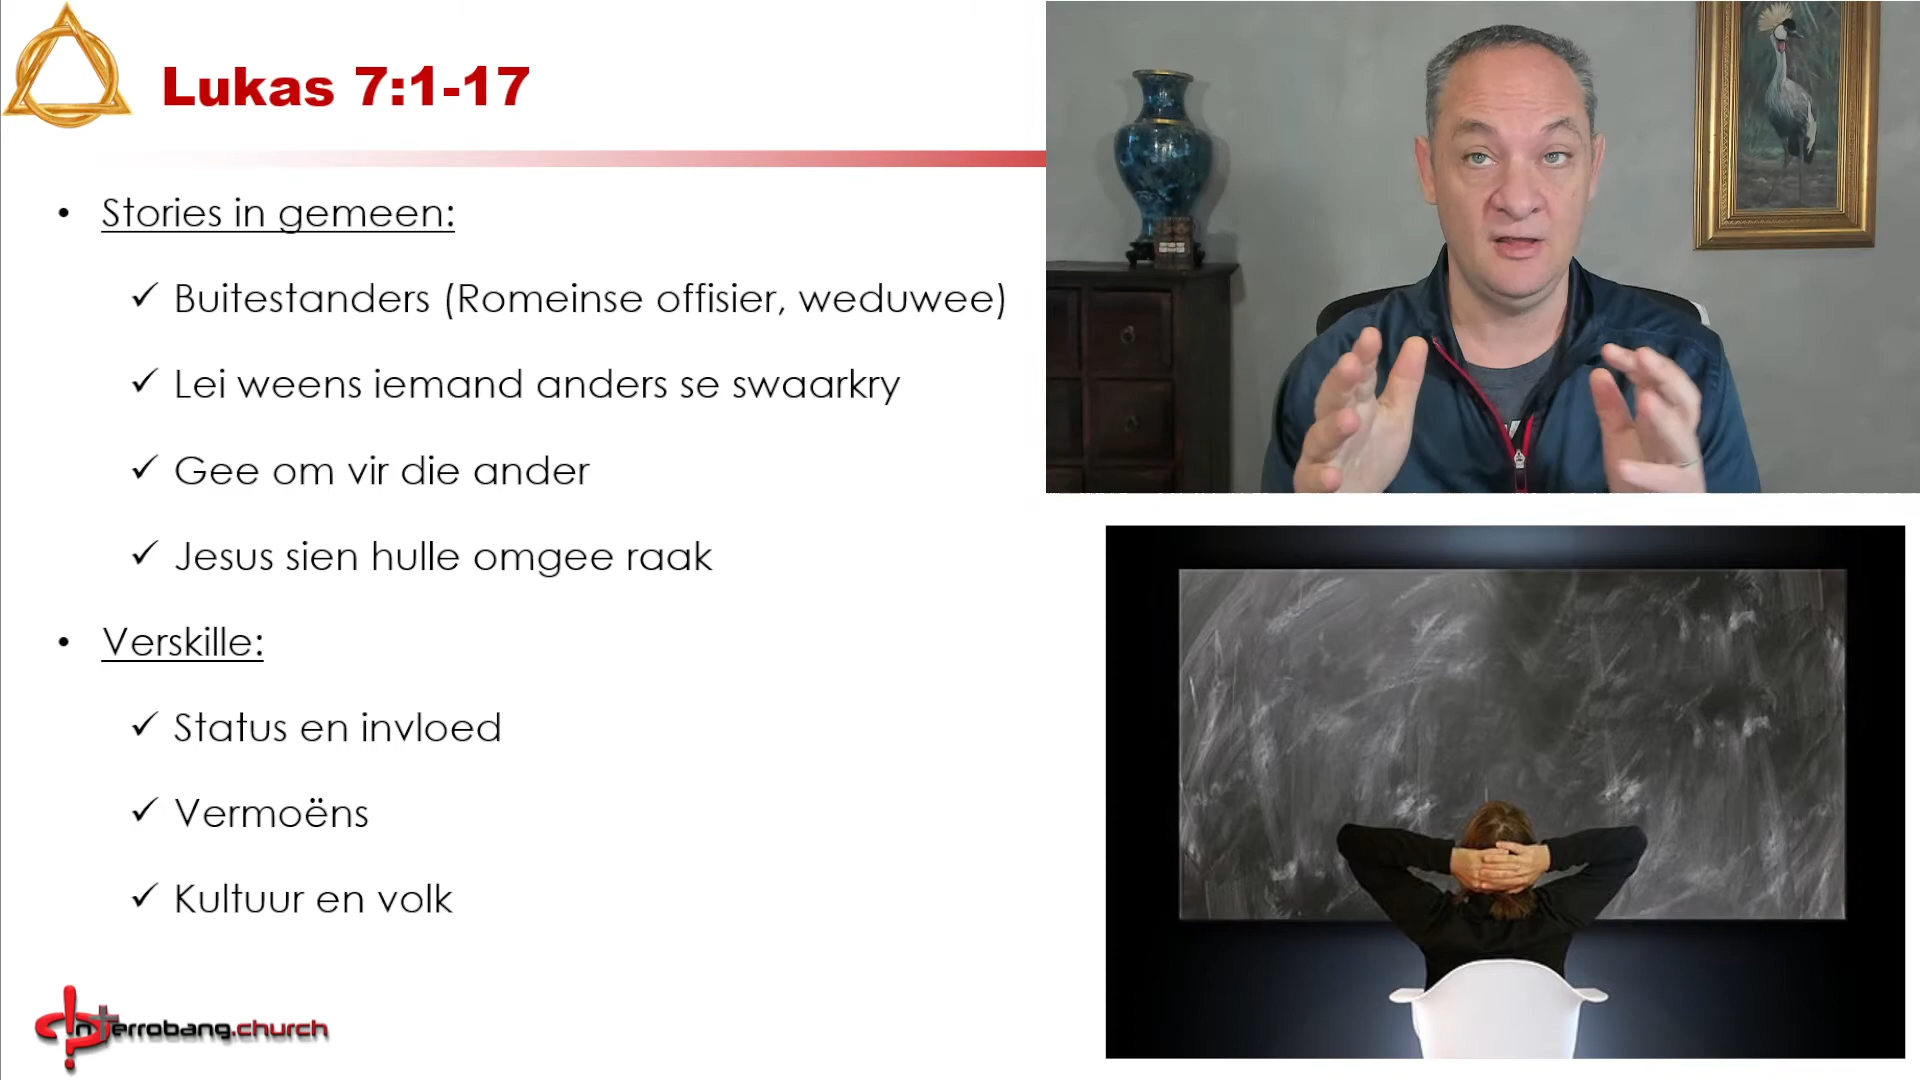 Lukas 7:1-17
• Stories in gemeen:
✓ Buitestanders (Romeinse offisier, weduwee)
✓ Lei weens iemand anders se swaarkry
✓ Gee om vir die ander
✓ Jesus sien hulle omgee raak
• Verskille:
✓ Status en invloed
✓ Vermoëns
✓ Kultuur en volk
Interrobang.church